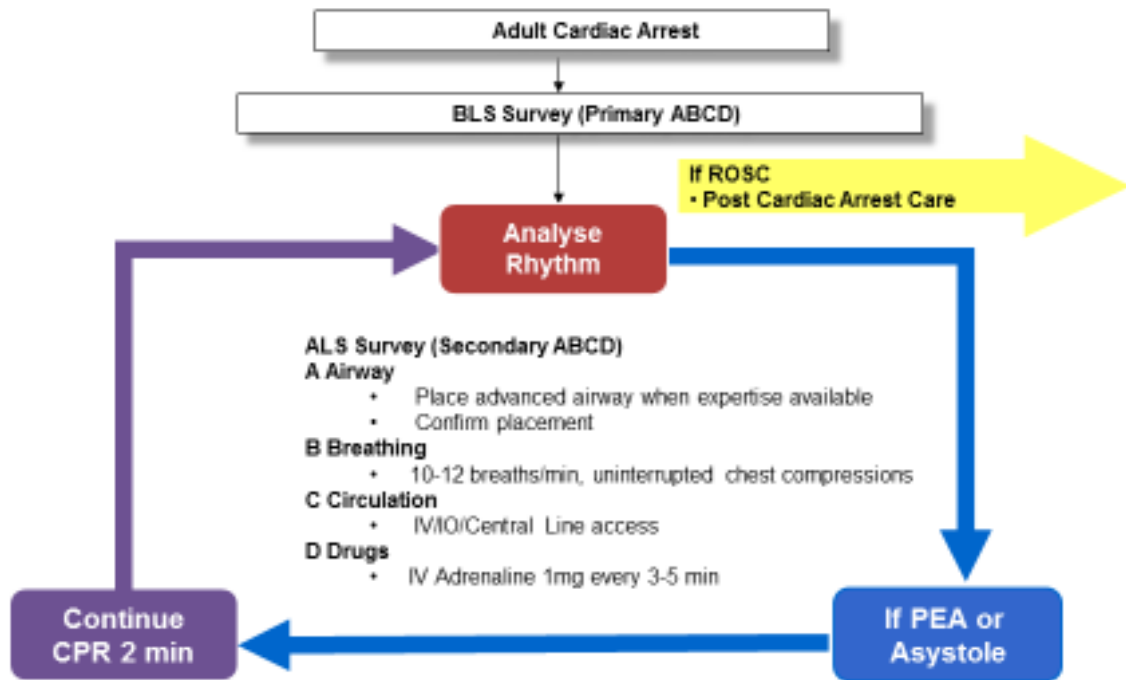 Adult Cardiac Arrest
BLS Survey (Primary ABCD)
If ROSC
• Post Cardiac Arrest Care
Analyse
Rhythm
ALS Survey (Secondary ABCD)
A Airway
• Place advanced airway when expertise available
• Confirm placement
B Breathing
• 10-12 breaths/min, uninterrupted chest compressions
C Circulation
• IV/IO/Central Line access
D Drugs
• IV Adrenaline 1mg every 3-5 min
Continue
CPR 2 min
If PEA or
Asystole